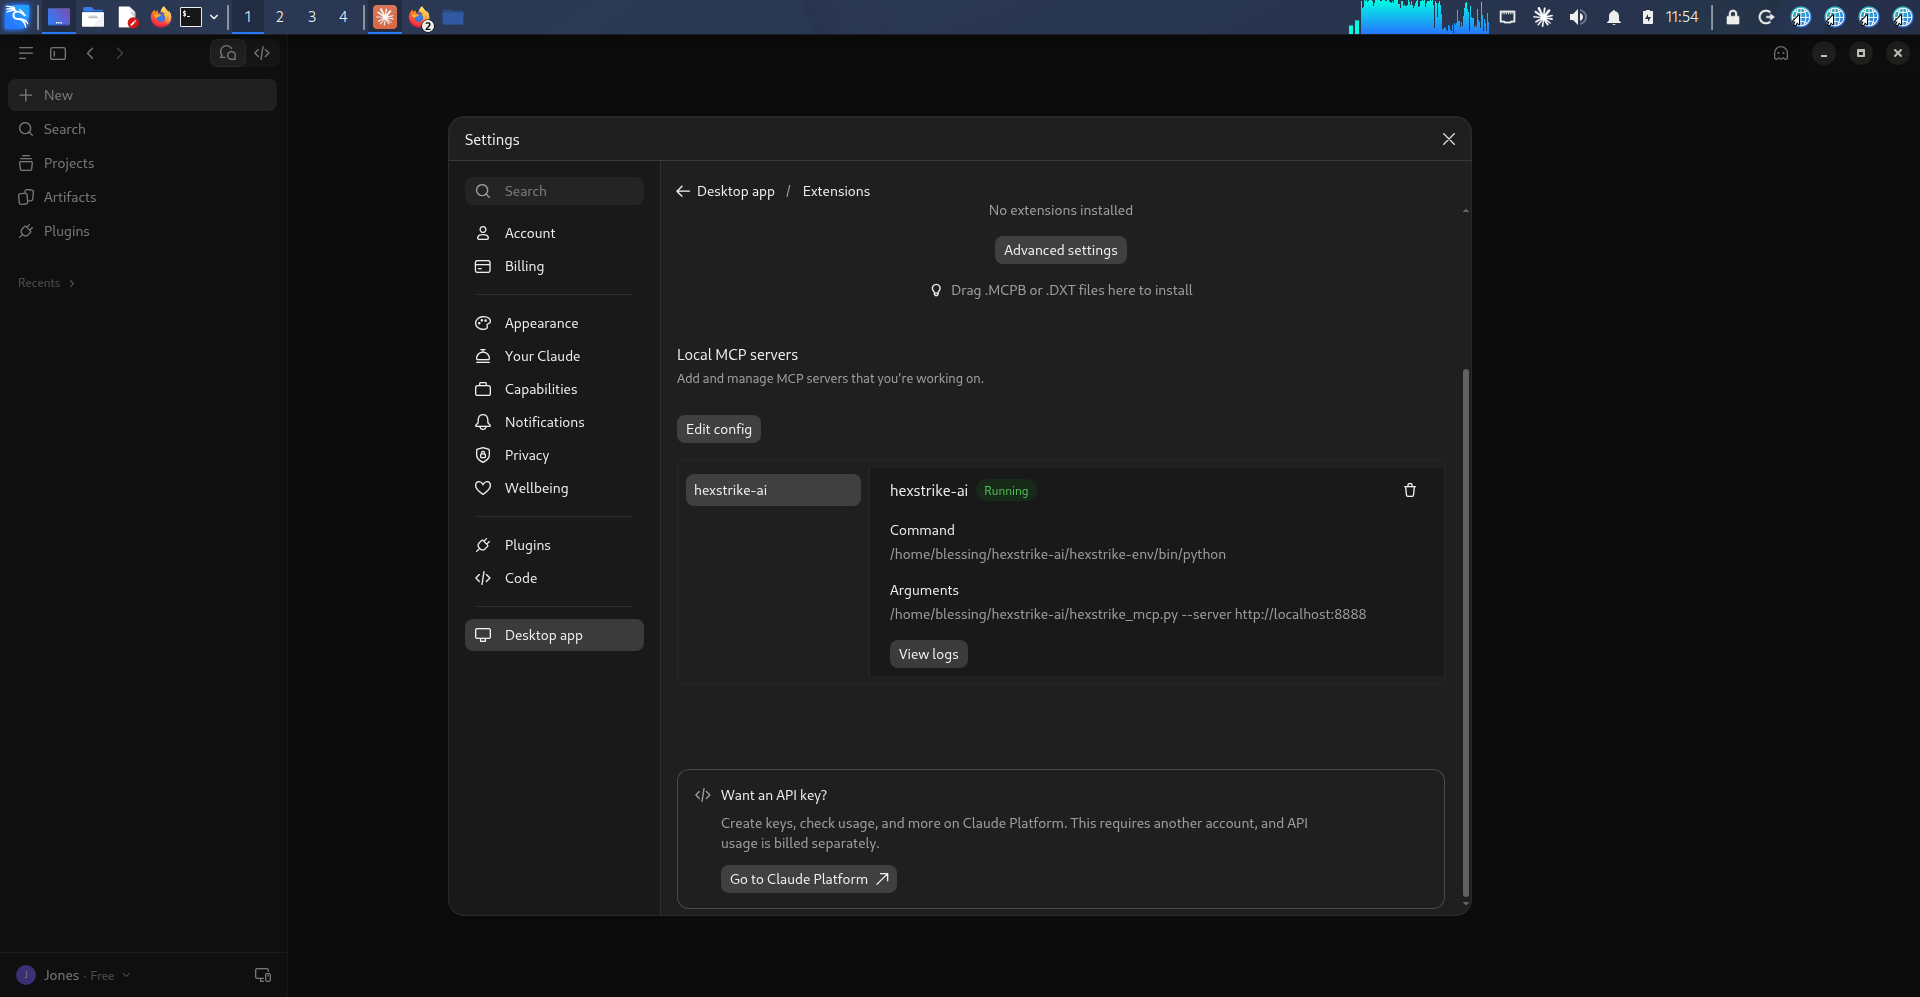 1
2
3
4
2
11:54
New
Search
Projects
Artifacts
Plugins
Recents
Settings
Search
Account
Billing
Appearance
Your Claude
Capabilities
Notifications
Privacy
Wellbeing
Plugins
Code
Desktop app
Desktop app / Extensions
No extensions installed
Advanced settings
Drag .MCPB or .DXT files here to install
Local MCP servers
Add and manage MCP servers that you're working on.
Edit config
hexstrike-ai
hexstrike-ai Running
Command
/home/blessing/hexstrike-ai/hexstrike-env/bin/python
Arguments
/home/blessing/hexstrike-ai/hexstrike_mcp.py --server http://localhost:8888
View logs
Want an API key?
Create keys, check usage, and more on Claude Platform. This requires another account, and API
usage is billed separately.
Go to Claude Platform
J
Jones · Free